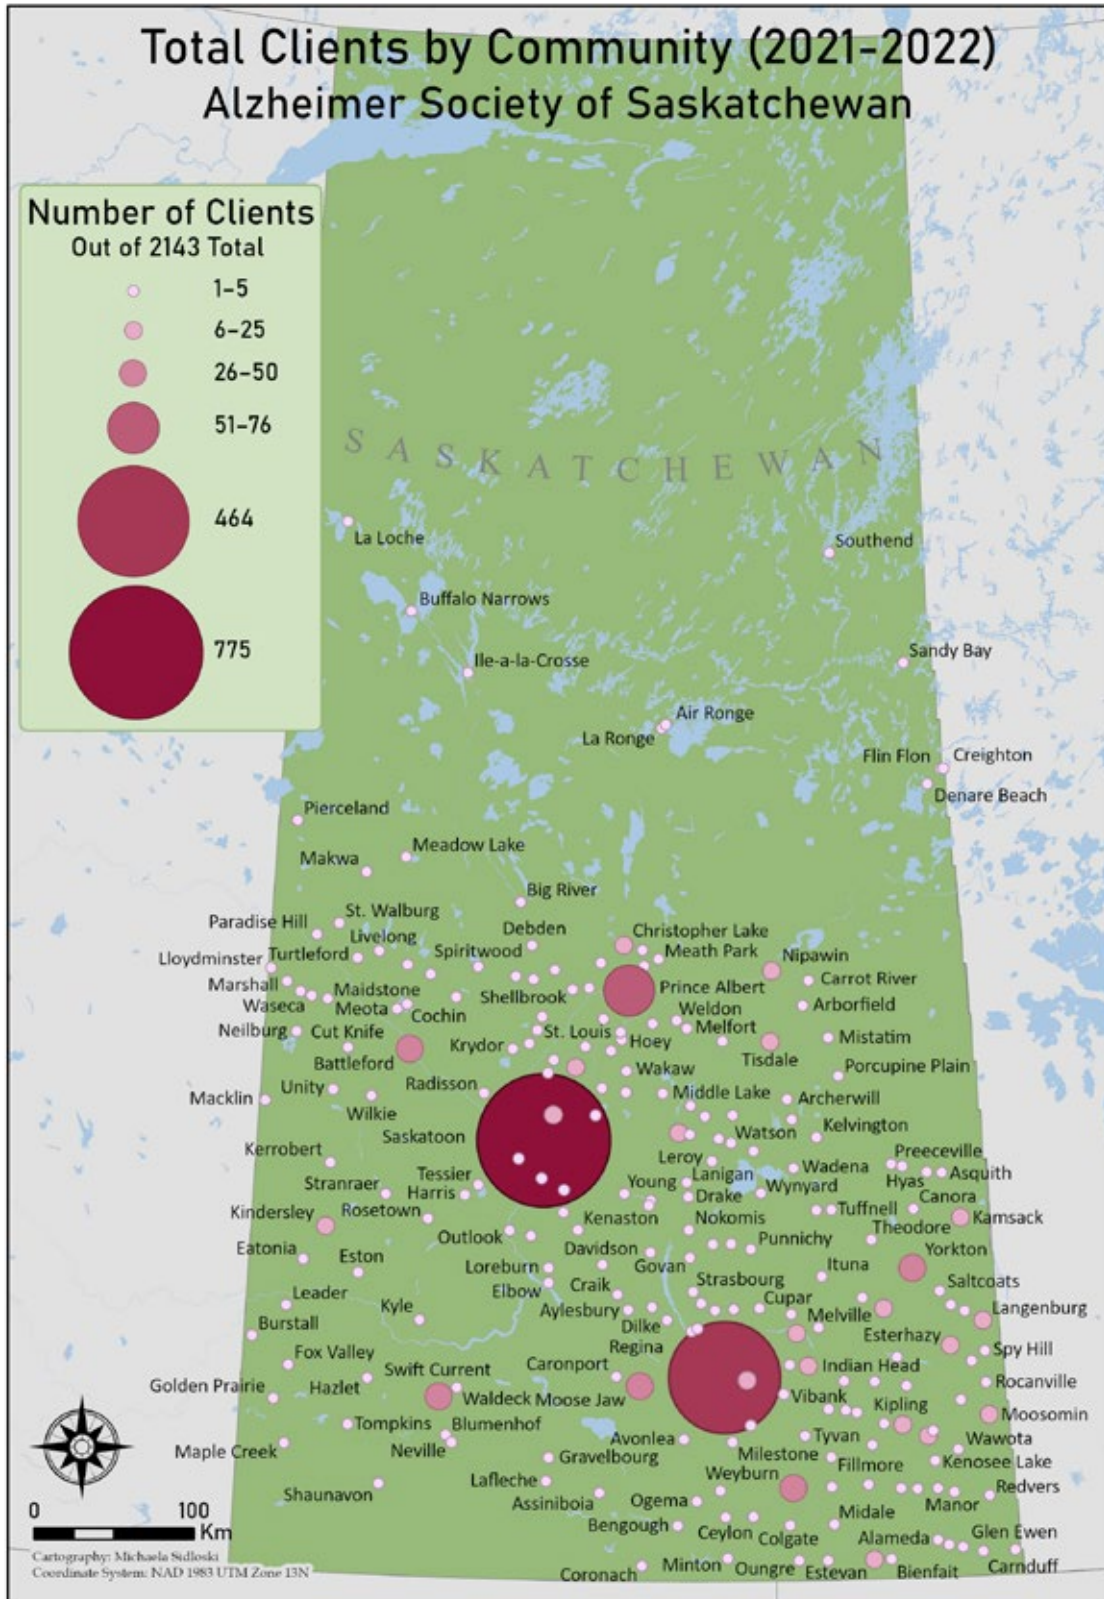 Total Clients by Community (2021-2022)
Alzheimer Society of Saskatchewan
Number of Clients
Out of 2143 Total
1-5
6-25
26-50
51-76
464
775
SASKATCHEWAN
La Loche
Southend
Buffalo Narrows
Ile-a-la-Crosse
Sandy Bay
Air Ronge
La Ronge
Flin Flon
Creighton
Denare Beach
Pierceland
Meadow Lake
Makwa
Big River
St. Walburg
Paradise Hill
Debden
Christopher Lake
Livelong
Spiritwood
Meath Park
Lloydminster
Turtleford
Nipawin
Marshall
Maidstone
Shellbrook
Prince Albert
Carrot River
Waseca
Meota
Cochin
Weldon
Arborfield
Neilburg
Cut Knife
St. Louis
Hoey
Melfort
Mistatim
Battleford
Krydor
Tisdale
Unity
Radisson
Wakaw
Porcupine Plain
Macklin
Wilkie
Middle Lake
Archerwill
Saskatoon
Watson
Kelvington
Kerrobert
Leroy
Preeceville
Tessier
Lanigan
Wadena
Hyas
Asquith
Stranraer
Harris
Young
Drake
Wynyard
Canora
Kindersley
Rosetown
Kenaston
Nokomis
Tuffnell
Kamsack
Theodore
Eatonia
Outlook
Davidson
Punnichy
Yorkton
Eston
Loreburn
Govan
Ituna
Leader
Elbow
Craik
Strasbourg
Saltcoats
Kyle
Aylesbury
Cupar
Melville
Langenburg
Burstall
Dilke
Esterhazy
Regina
Spy Hill
Fox Valley
Caronport
Indian Head
Golden Prairie
Hazlet
Swift Current
Waldeck
Moose Jaw
Vibank
Rocanville
Kipling
Moosomin
Tompkins
Blumenhof
Maple Creek
Neville
Avonlea
Milestone
Tyvan
Wawota
Gravelbourg
Fillmore
Kenosee Lake
Shaunavon
Lafleche
Weyburn
Redvers
Assiniboia
Ogema
Midale
Manor
Bengough
Ceylon
Colgate
Alameda
Glen Ewen
Coronach
Minton
Oungre
Estevan
Bienfait
Carnduff
0 100
Km
Cartography: Michaela Sidloski
Coordinate System: NAD 1983 UTM Zone 13N